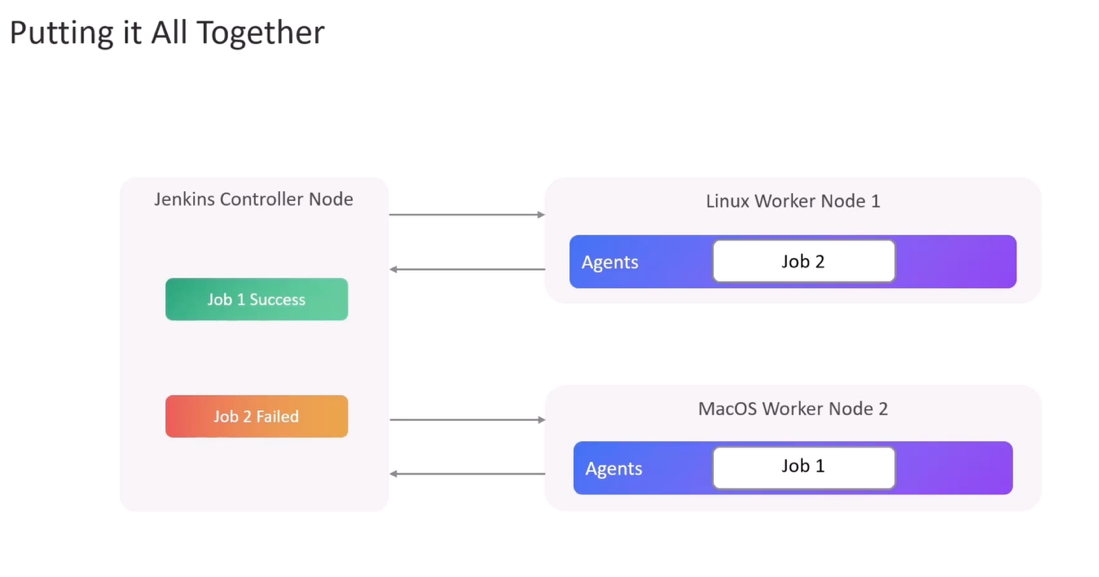 Putting it All Together
Jenkins Controller Node
Job 1 Success
Job 2 Failed
Linux Worker Node 1
Agents
Job 2
MacOS Worker Node 2
Agents
Job 1